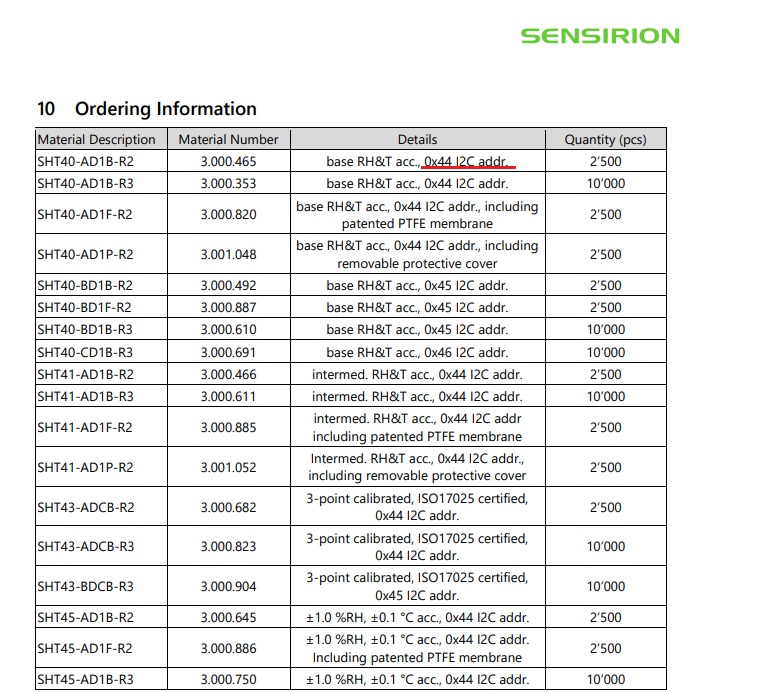 SENSIRION
10 Ordering Information
Material Description Material Number Details Quantity (pcs)
SHT40-AD1B-R2 3.000.465 base RH&T acc., 0x44 I2C addr. 2’500
SHT40-AD1B-R3 3.000.353 base RH&T acc., 0x44 I2C addr. 10’000
SHT40-AD1F-R2 3.000.820 base RH&T acc., 0x44 I2C addr., including
patented PTFE membrane 2’500
SHT40-AD1P-R2 3.001.048 base RH&T acc., 0x44 I2C addr., including
removable protective cover 2’500
SHT40-BD1B-R2 3.000.492 base RH&T acc., 0x45 I2C addr. 2’500
SHT40-BD1F-R2 3.000.887 base RH&T acc., 0x45 I2C addr. 2’500
SHT40-BD1B-R3 3.000.610 base RH&T acc., 0x45 I2C addr. 10’000
SHT40-CD1B-R3 3.000.691 base RH&T acc., 0x46 I2C addr. 10’000
SHT41-AD1B-R2 3.000.466 intermed. RH&T acc., 0x44 I2C addr. 2’500
SHT41-AD1B-R3 3.000.611 intermed. RH&T acc., 0x44 I2C addr. 10’000
SHT41-AD1F-R2 3.000.885 intermed. RH&T acc., 0x44 I2C addr
including patented PTFE membrane 2’500
SHT41-AD1P-R2 3.001.052 Intermed. RH&T acc., 0x44 I2C addr.,
including removable protective cover 2’500
SHT43-ADCB-R2 3.000.682 3-point calibrated, ISO17025 certified,
0x44 I2C addr. 2’500
SHT43-ADCB-R3 3.000.823 3-point calibrated, ISO17025 certified,
0x44 I2C addr. 10’000
SHT43-BDCB-R3 3.000.904 3-point calibrated, ISO17025 certified,
0x45 I2C addr. 10’000
SHT45-AD1B-R2 3.000.645 ±1.0 %RH, ±0.1 °C acc., 0x44 I2C addr. 2’500
SHT45-AD1F-R2 3.000.886 ±1.0 %RH, ±0.1 °C acc., 0x44 I2C addr.
Including patented PTFE membrane 2’500
SHT45-AD1B-R3 3.000.750 ±1.0 %RH, ±0.1 °C acc., 0x44 I2C addr. 10’000